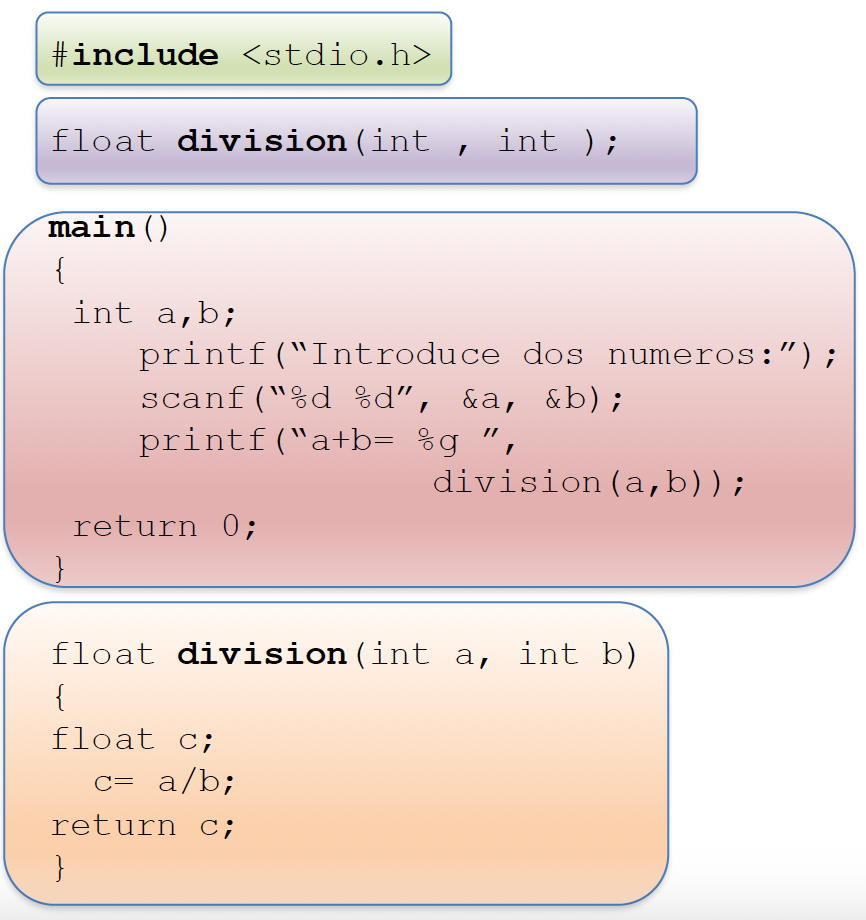 #include <stdio.h>
float division(int , int );
main()
{
int a,b;
printf(“Introduce dos numeros:”);
scanf(“%d %d”, &a, &b);
printf(“a+b= %g ”,
division(a,b));
return 0;
}
float division(int a, int b)
{
float c;
c= a/b;
return c;
}